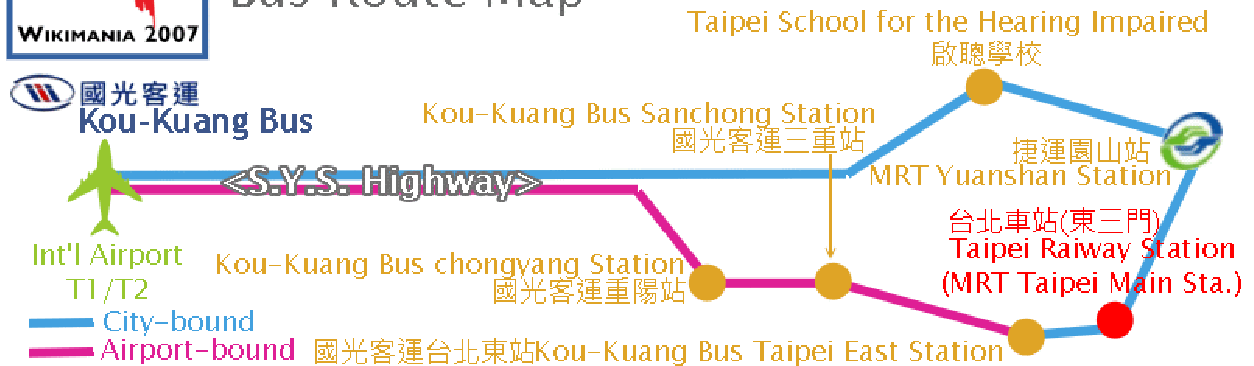 Bus Route Map
WIKIMANIA 2007
國光客運
Kou-Kuang Bus
Taipei School for the Hearing Impaired
啟聰學校
Kou-Kuang Bus Sanchong Station
國光客運三重站
捷運圓山站
MRT Yuanshan Station
<S.Y.S. Highway>
台北車站(東三門)
Taipei Raiway Station
(MRT Taipei Main Sta.)
Int'l Airport
T1/T2
Kou-Kuang Bus chongyang Station
國光客運重陽站
City-bound
Airport-bound
國光客運台北東站Kou-Kuang Bus Taipei East Station